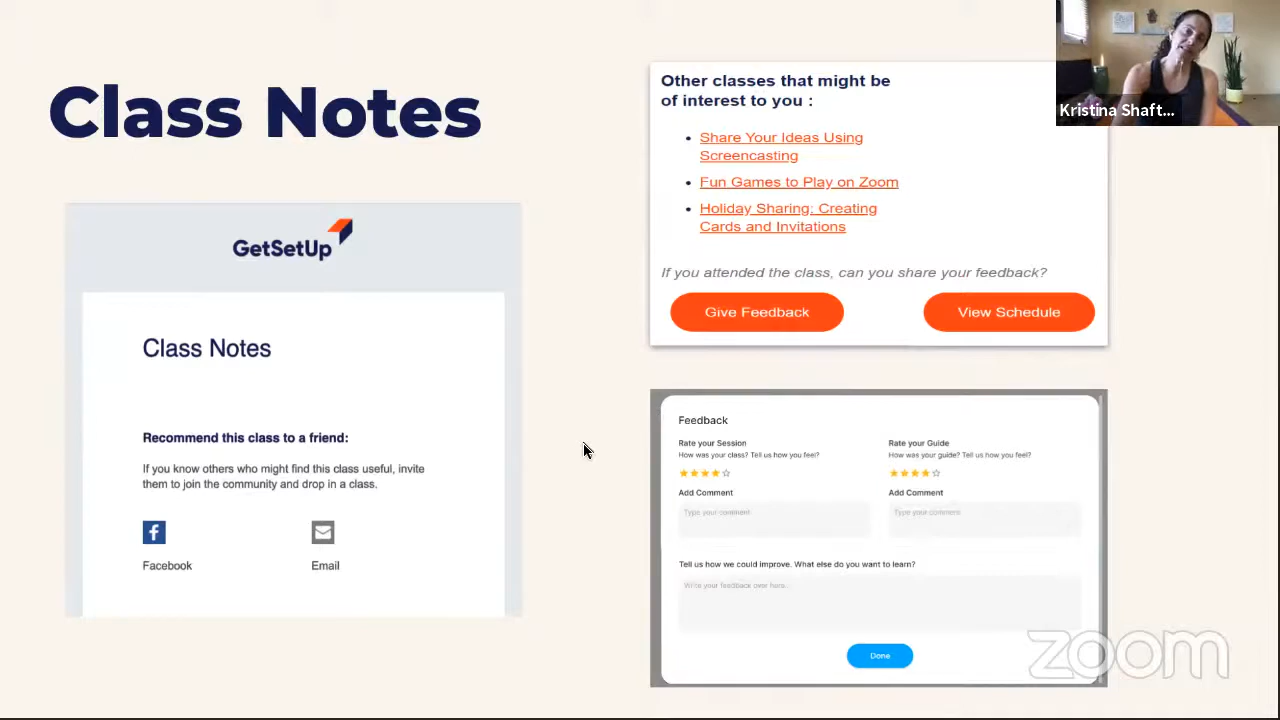 Class Notes
GetSetUp
Class Notes
Recommend this class to a friend:
If you know others who might find this class useful, invite
them to join the community and drop in a class.
Facebook
Email
Other classes that might be
of interest to you :
Share Your Ideas Using
Screencasting
Fun Games to Play on Zoom
Holiday Sharing: Creating
Cards and Invitations
If you attended the class, can you share your feedback?
Give Feedback
View Schedule
Kristina Shaft...
Feedback
Rate your Session
How was your class? Tell us how you feel?
Add Comment
Type your comment
Rate your Guide
How was your guide? Tell us how you feel?
Add Comment
Type your comment
Tell us how we could improve. What else do you want to learn?
Write your feedback over here..
Done
zoom